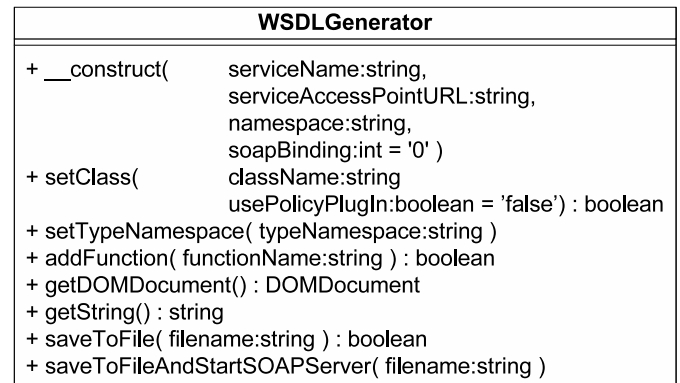 WSDLGenerator
+ __construct( serviceName:string,
serviceAccessPointURL:string,
namespace:string,
soapBinding:int = '0' )
+ setClass( className:string
usePolicyPlugIn:boolean = 'false') : boolean
+ setTypeNamespace( typeNamespace:string )
+ addFunction( functionName:string ) : boolean
+ getDOMDocument() : DOMDocument
+ getString() : string
+ saveToFile( filename:string ) : boolean
+ saveToFileAndStartSOAPServer( filename:string )